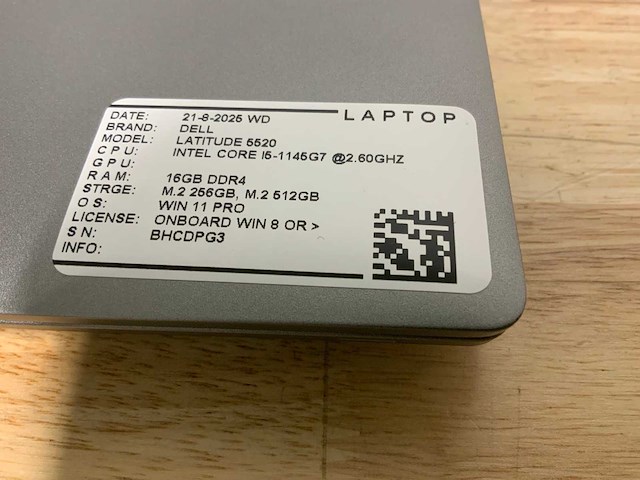 LAPTOP
DATE: 21-8-2025 WD
BRAND: DELL
MODEL: LATITUDE 5520
CPU: INTEL CORE I5-1145G7 @2.60GHZ
GPU:
RAM: 16GB DDR4
STRGE: M.2 256GB, M.2 512GB
OS: WIN 11 PRO
LICENSE: ONBOARD WIN 8 OR >
SN: BHCDPG3
INFO: